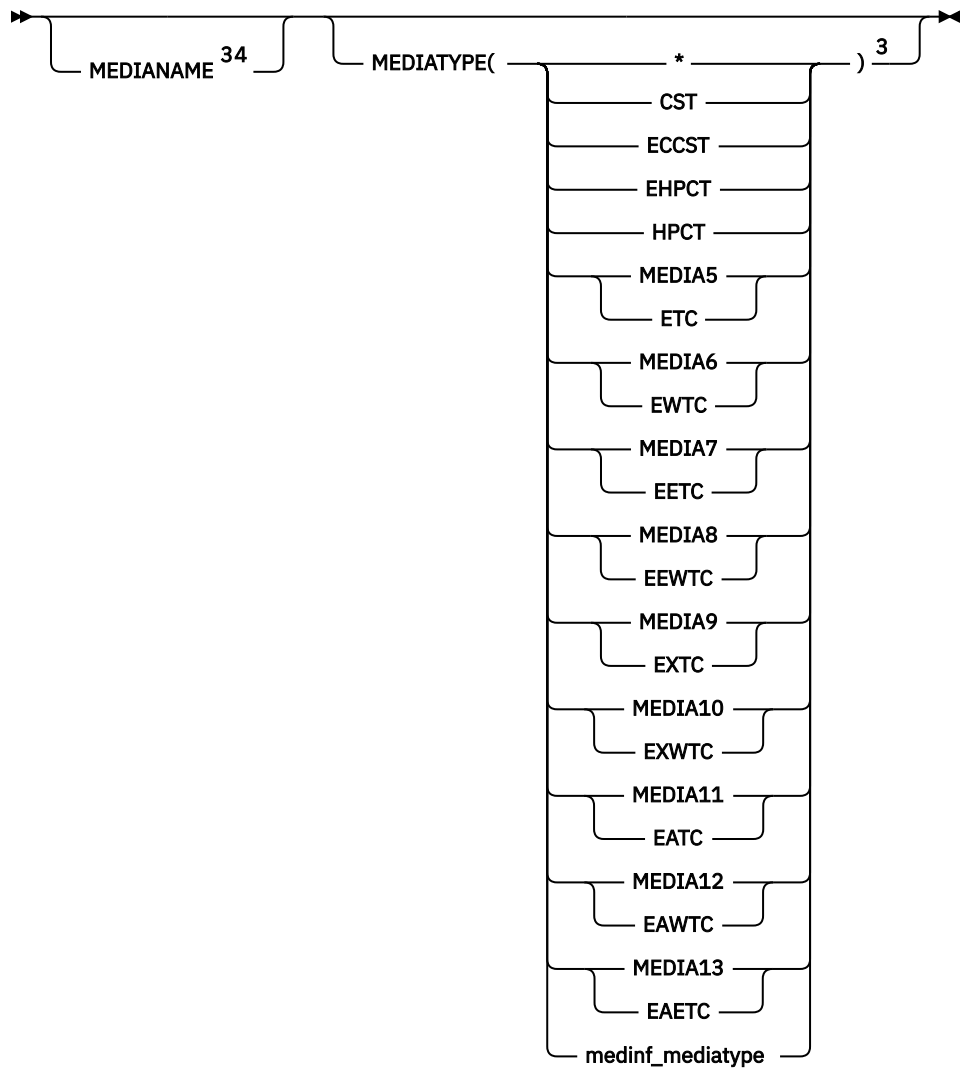 MEDIANAME 34 MEDIATYPE( * ) 3
CST
ECCST
EHPCT
HPCT
MEDIA5
ETC
MEDIA6
EWTC
MEDIA7
EETC
MEDIA8
EEWTC
MEDIA9
EXTC
MEDIA10
EXWTC
MEDIA11
EATC
MEDIA12
EAWTC
MEDIA13
EAETC
medinf_mediatype